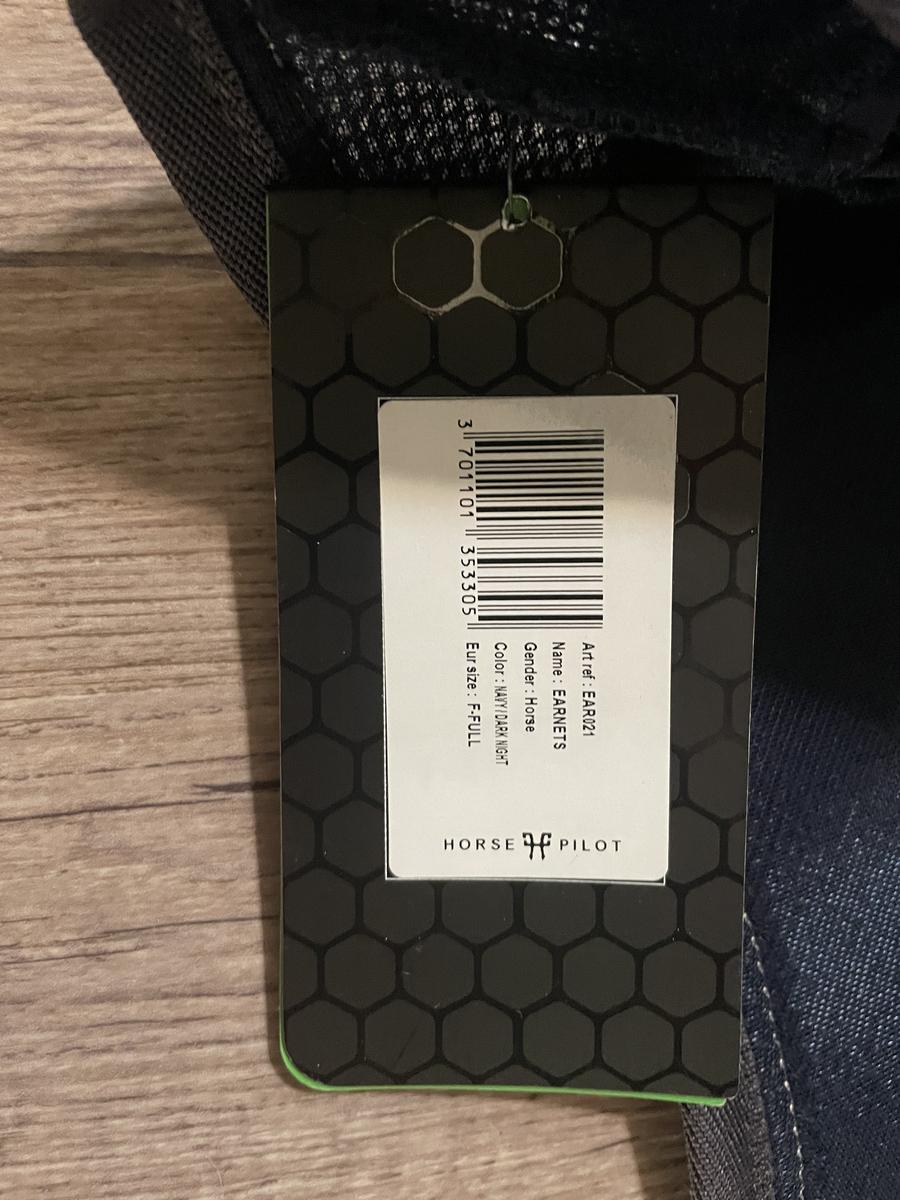 3 701101 353305
Art ref : EAR021
Name : EARNETS
Gender : Horse
Color : NAVY/DARK NIGHT
Eur size : F-FULL
HORSE PILOT